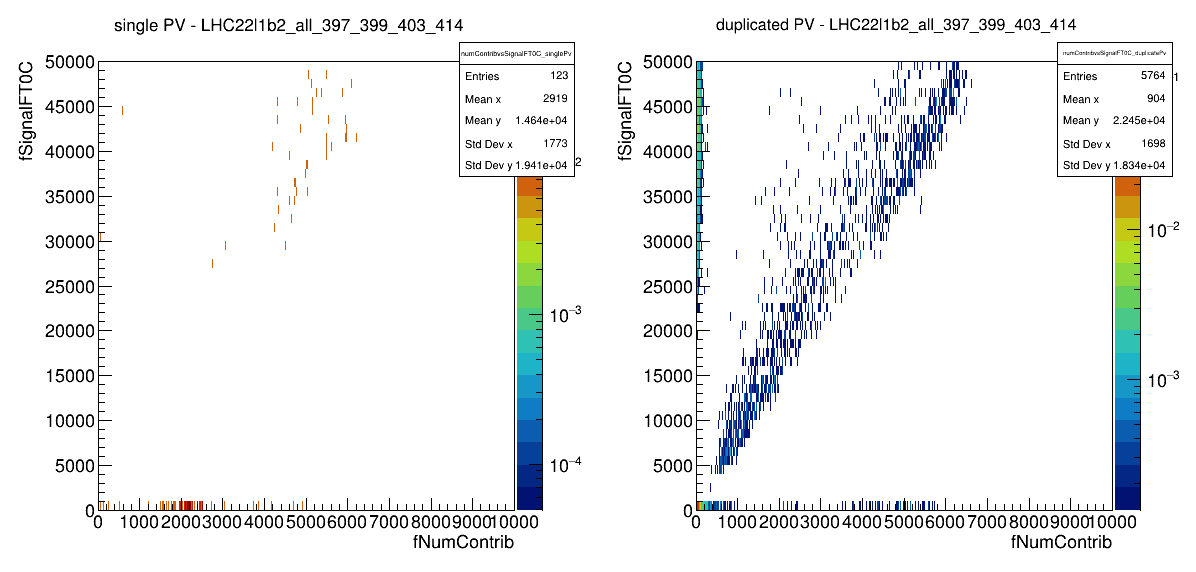 single PV - LHC22l1b2_all_397_399_403_414
numContribvsSignalFT0C_singlePv
Entries 123
Mean x 2919
Mean y 1.464e+04
Std Dev x 1773
Std Dev y 1.941e+04
fSignalFT0C
50000
45000
40000
35000
30000
25000
20000
15000
10000
5000
0
0 1000 2000 3000 4000 5000 6000 7000 8000 9000 10000
fNumContrib
2
10−3
10−4
duplicated PV - LHC22l1b2_all_397_399_403_414
numContribvsSignalFT0C_duplicatePv
Entries 5764
Mean x 904
Mean y 2.245e+04
Std Dev x 1698
Std Dev y 1.834e+04
fSignalFT0C
50000
45000
40000
35000
30000
25000
20000
15000
10000
5000
0
0 1000 2000 3000 4000 5000 6000 7000 8000 9000 10000
fNumContrib
1
10−2
10−3